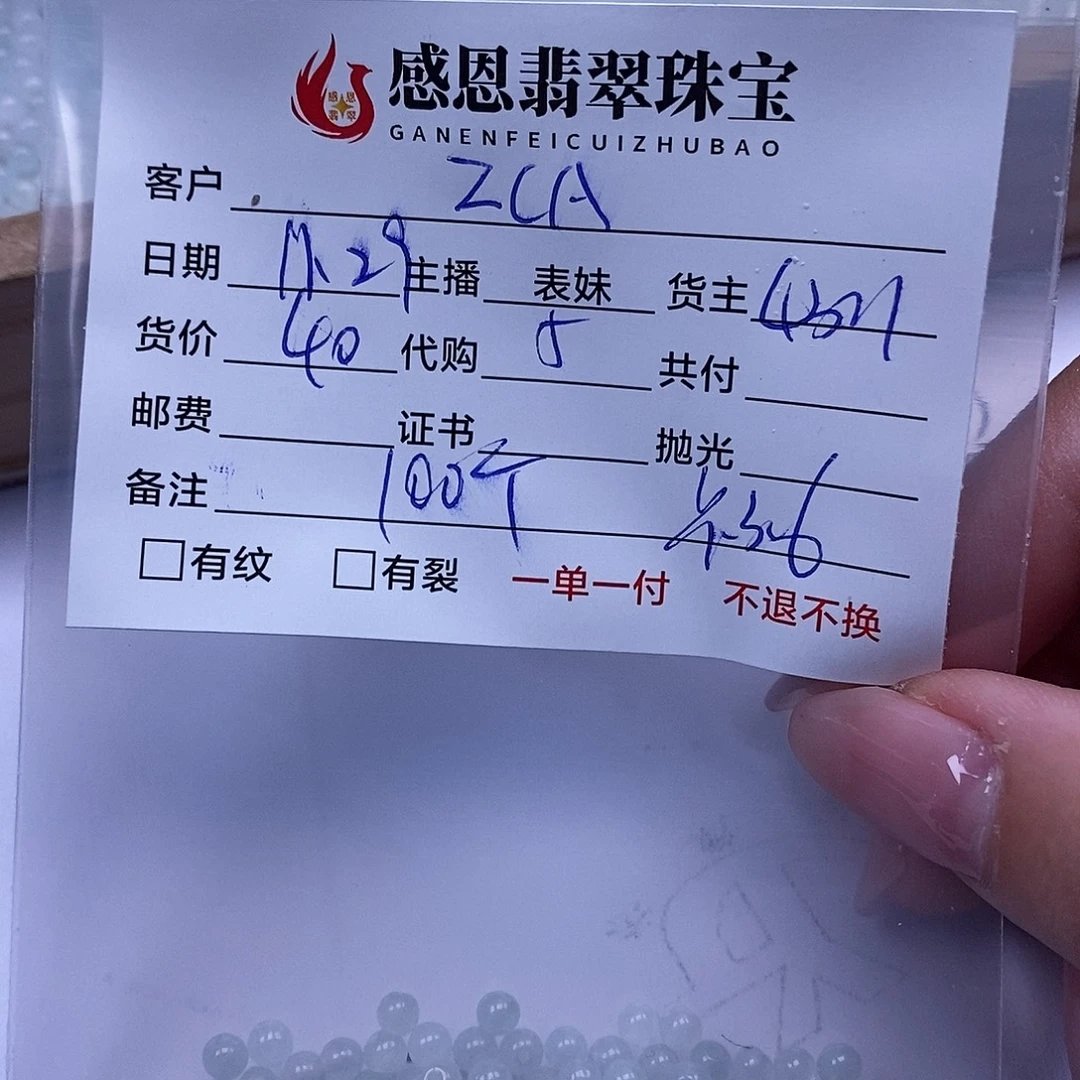 感恩翡翠珠宝
GANENFEICUIZHUBAO
客户 ZCA
日期 11.29 主播 表妹 货主
货价 40 代购 5 共付
邮费 证书 抛光
备注 100个
有纹 有裂 一单一付 不退不换